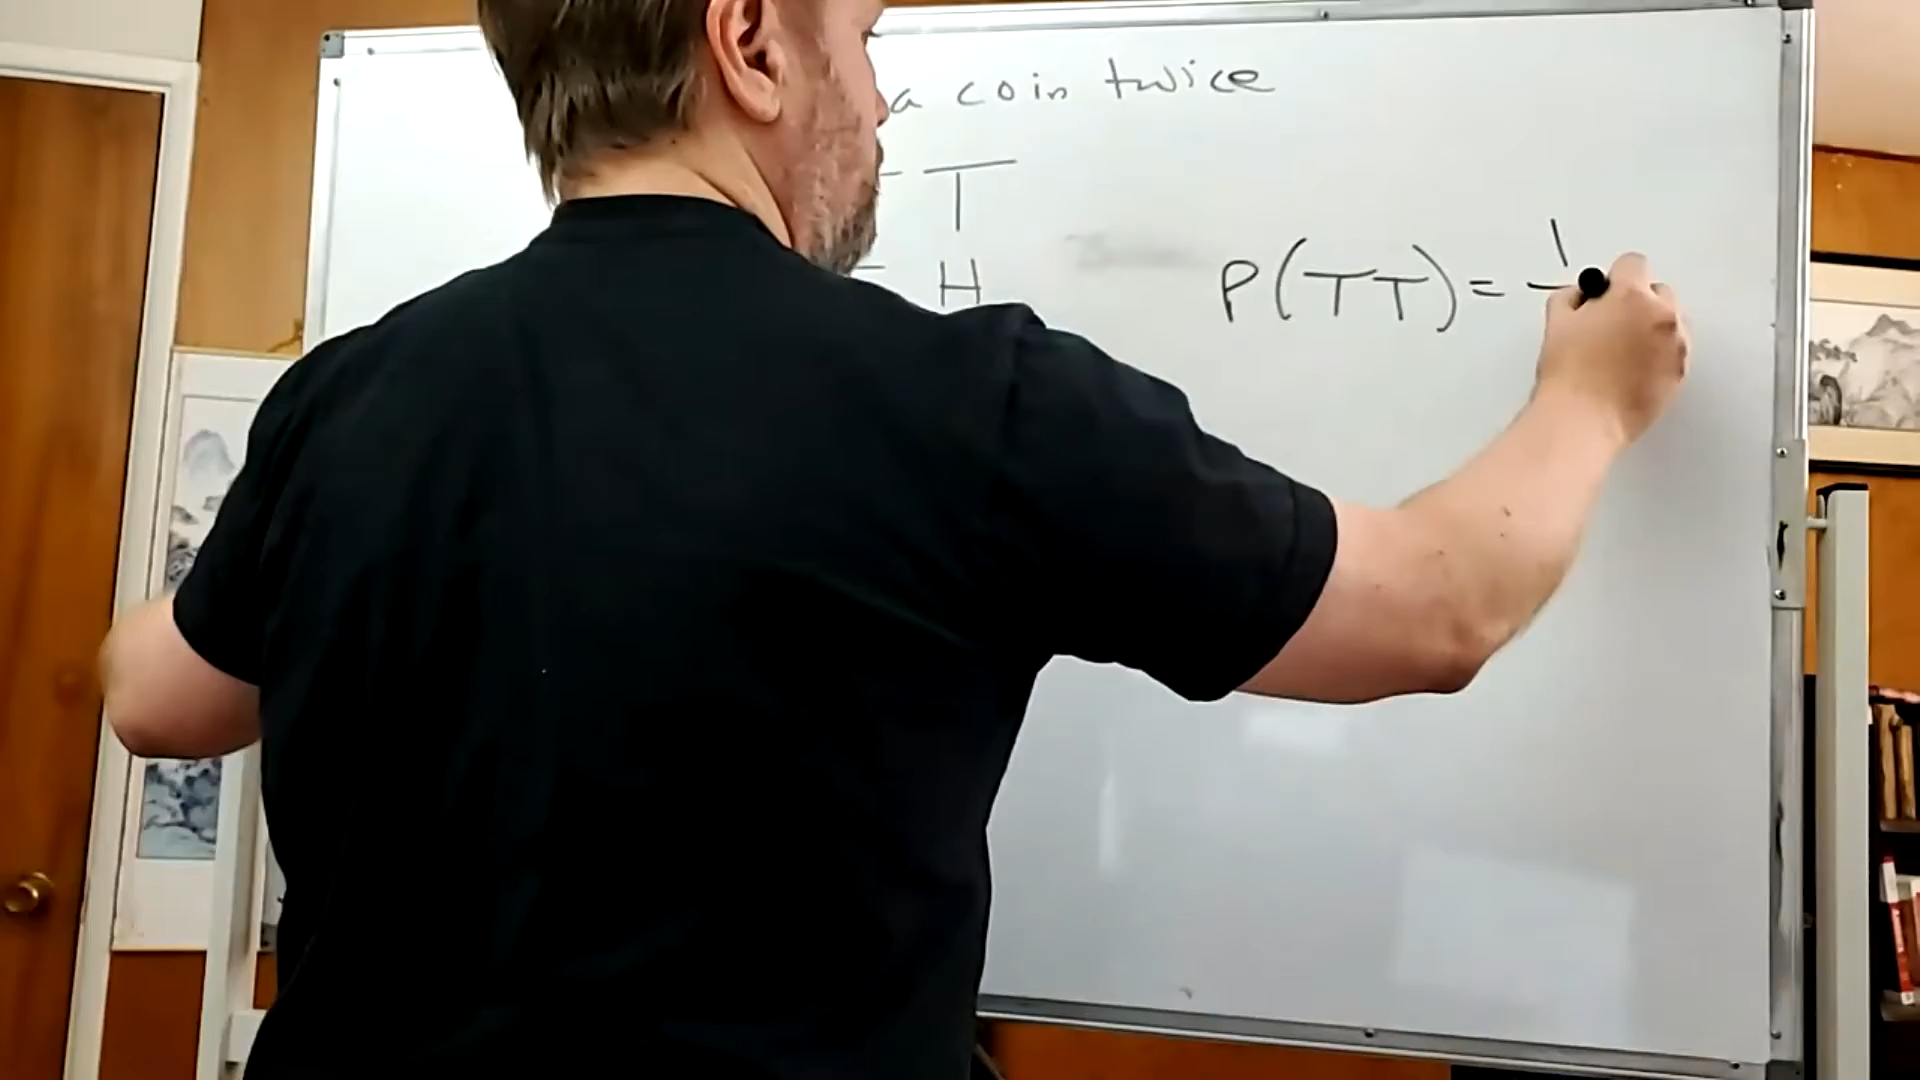 a coin twice
T
H
P(TT) = 1